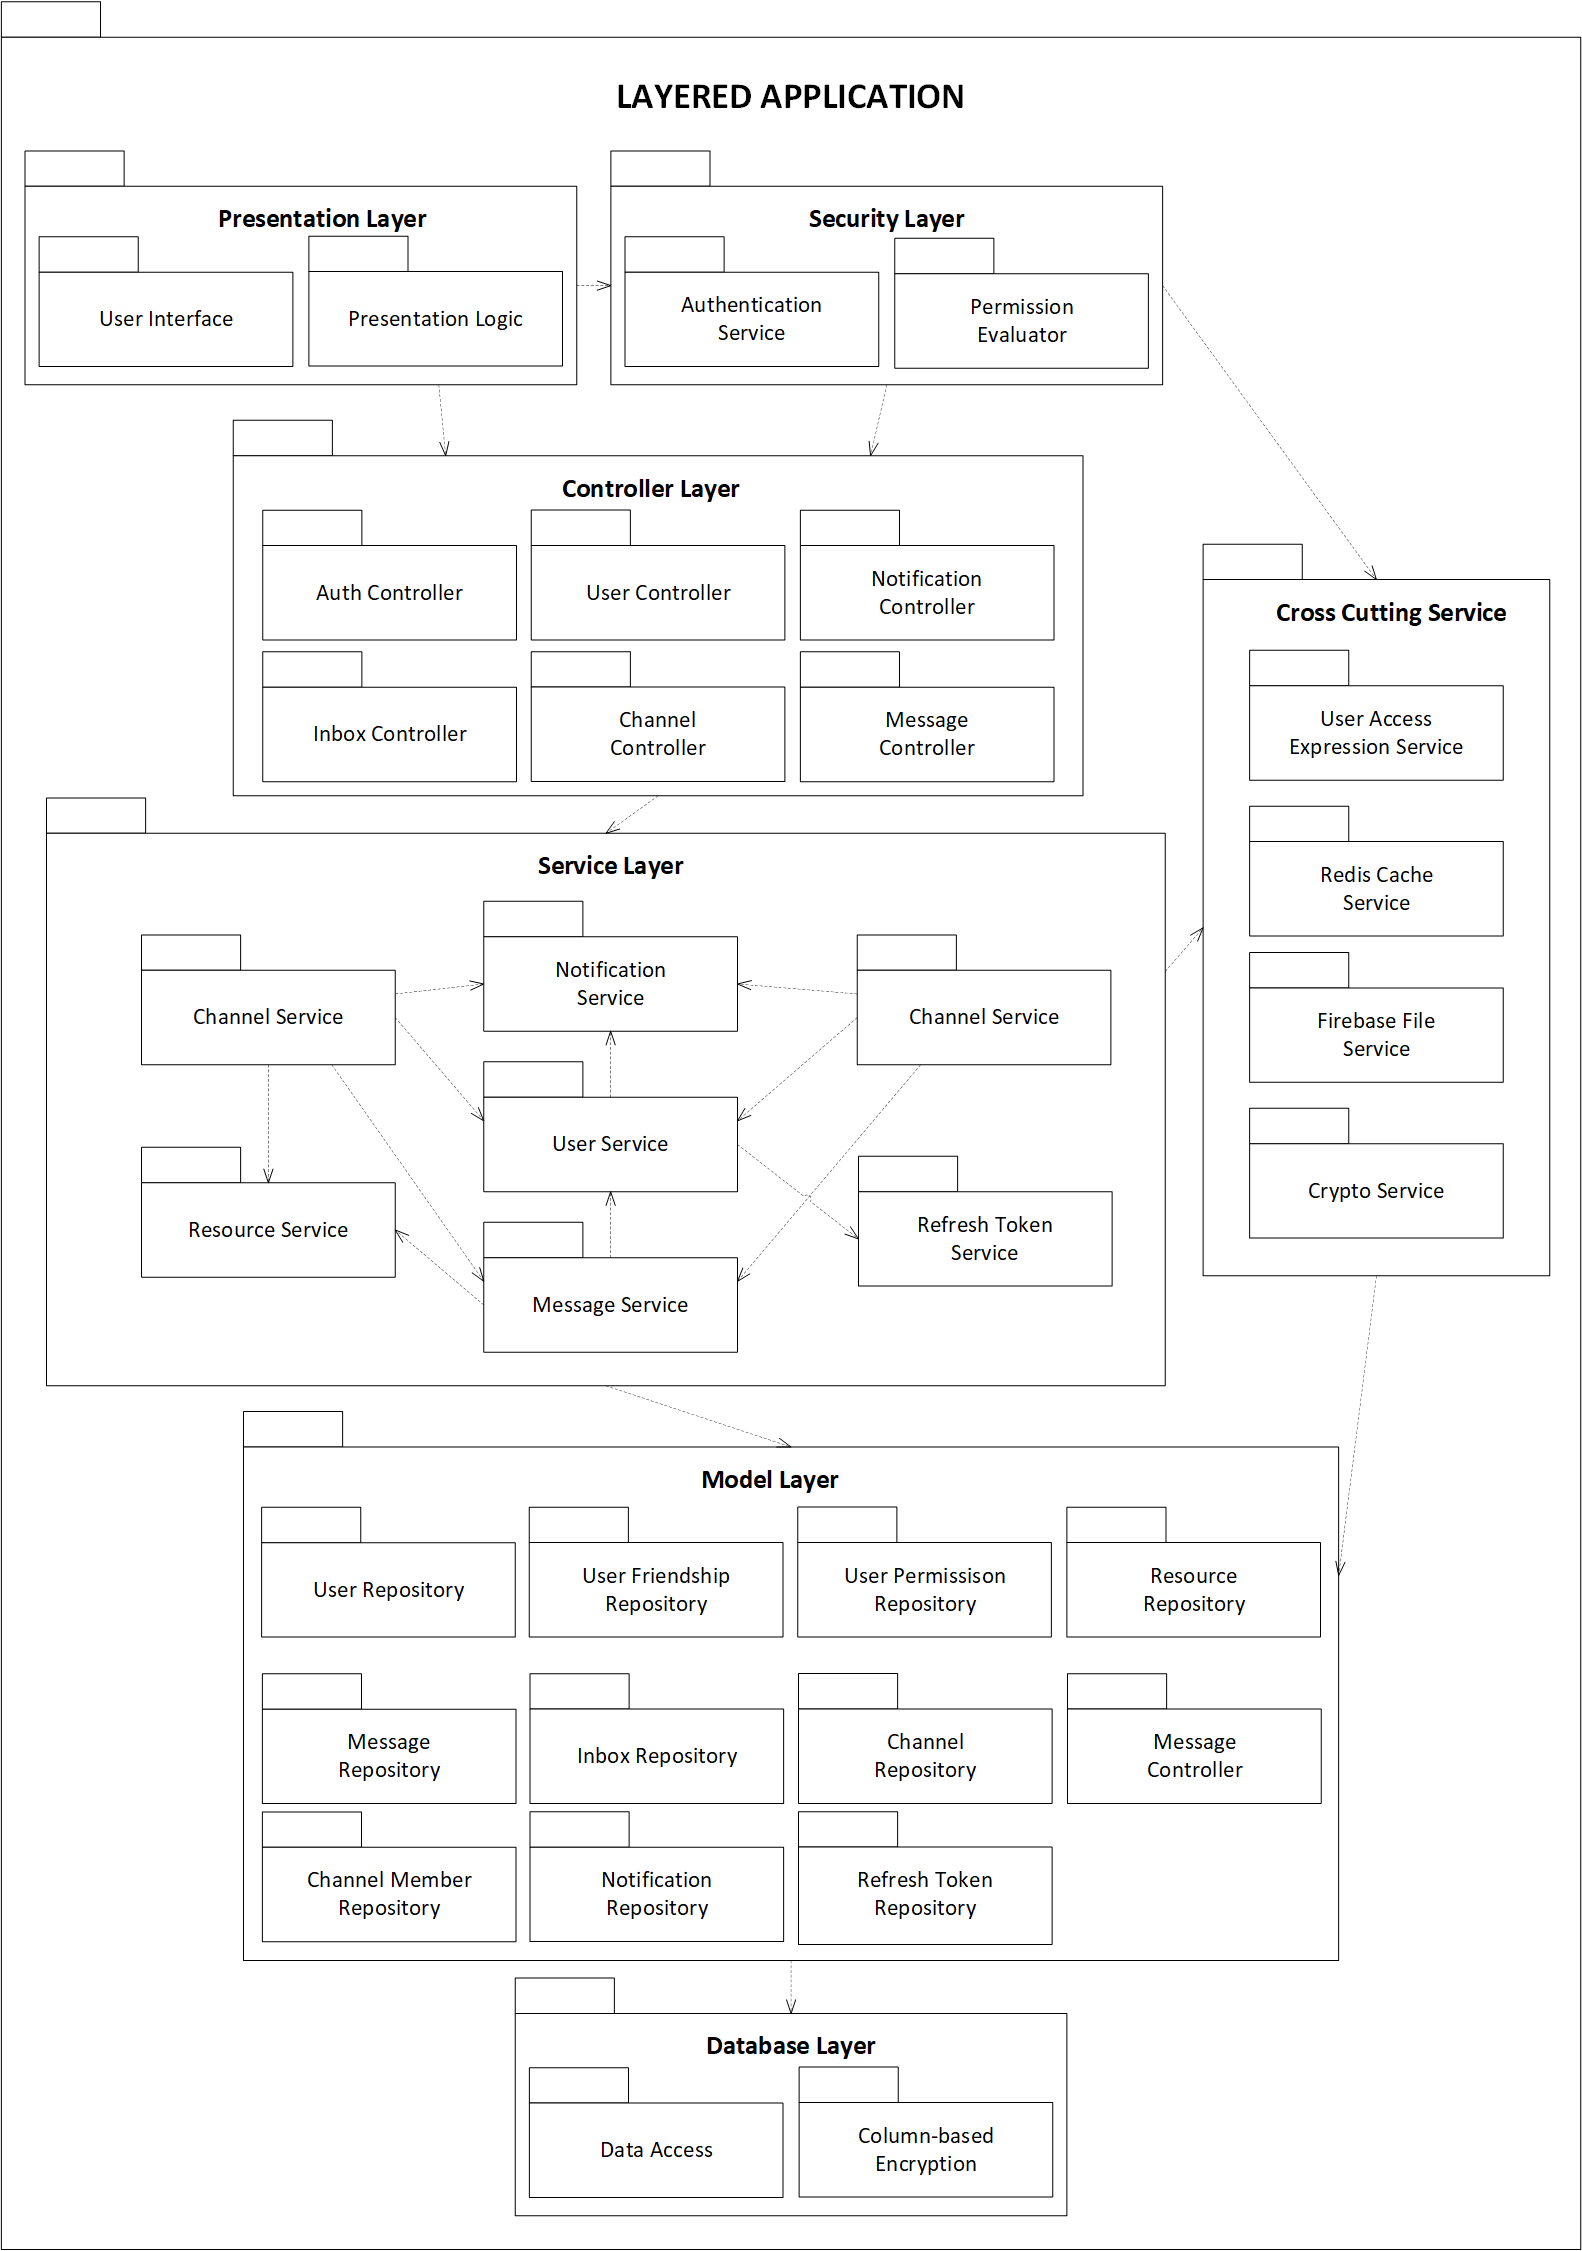 LAYERED APPLICATION
Presentation Layer
User Interface
Presentation Logic
Security Layer
Authentication
Service
Permission
Evaluator
Controller Layer
Auth Controller
User Controller
Notification
Controller
Inbox Controller
Channel
Controller
Message
Controller
Cross Cutting Service
User Access
Expression Service
Redis Cache
Service
Firebase File
Service
Crypto Service
Service Layer
Channel Service
Notification
Service
Channel Service
User Service
Resource Service
Refresh Token
Service
Message Service
Model Layer
User Repository
User Friendship
Repository
User Permissison
Repository
Resource
Repository
Message
Repository
Inbox Repository
Channel
Repository
Message
Controller
Channel Member
Repository
Notification
Repository
Refresh Token
Repository
Database Layer
Data Access
Column-based
Encryption